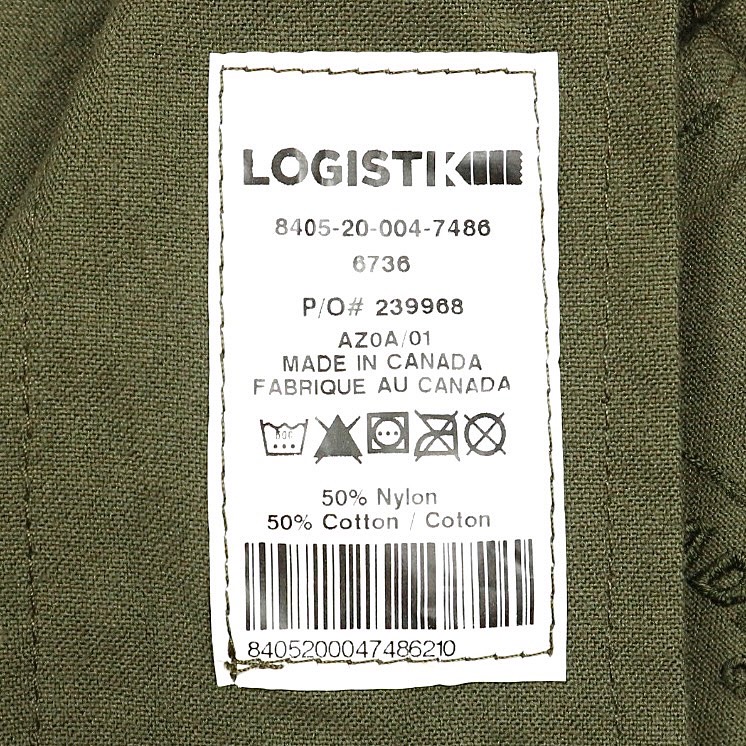 LOGISTIK
8405-20-004-7486
6736
P/O# 239968
AZ0A/01
MADE IN CANADA
FABRIQUE AU CANADA
50% Nylon
50% Cotton / Coton
8405200047486210